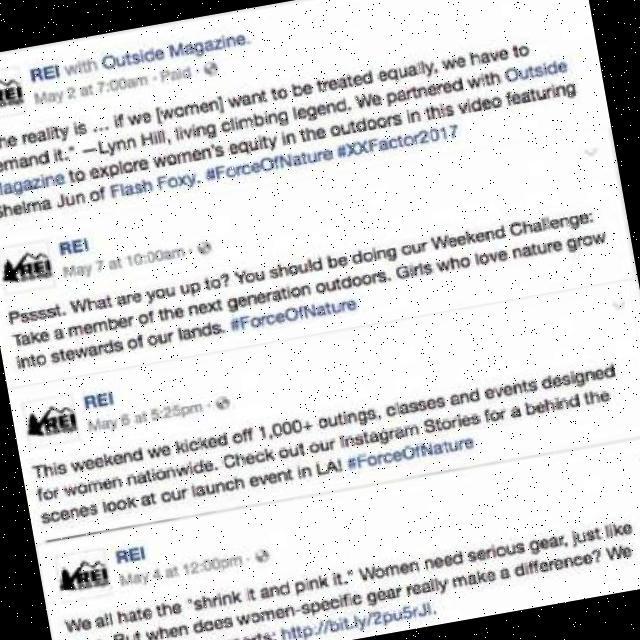 REI with Outside Magazine.
May 2 at 7:00am · Paid ·
he reality is ... if we [women] want to be treated equally, we have to
emand it." —Lynn Hill, living climbing legend. We partnered with Outside
Magazine to explore women's equity in the outdoors in this video featuring
Shelma Jun of Flash Foxy. #ForceOfNature #XXFactor2017
REI
REI
May 7 at 10:00am ·
Psssst. What are you up to? You should be doing our Weekend Challenge:
Take a member of the next generation outdoors. Girls who love nature grow
into stewards of our lands. #ForceOfNature
REI
REI
May 6 at 5:25pm ·
This weekend we kicked off 1,000+ outings, classes and events designed
for women nationwide. Check out our Instagram Stories for a behind the
scenes look at our launch event in LA! #ForceOfNature
REI
REI
May 4 at 12:00pm ·
We all hate the "shrink it and pink it." Women need serious gear, just like
But when does women-specific gear really make a difference? We
http://bit.ly/2pu5rJl.